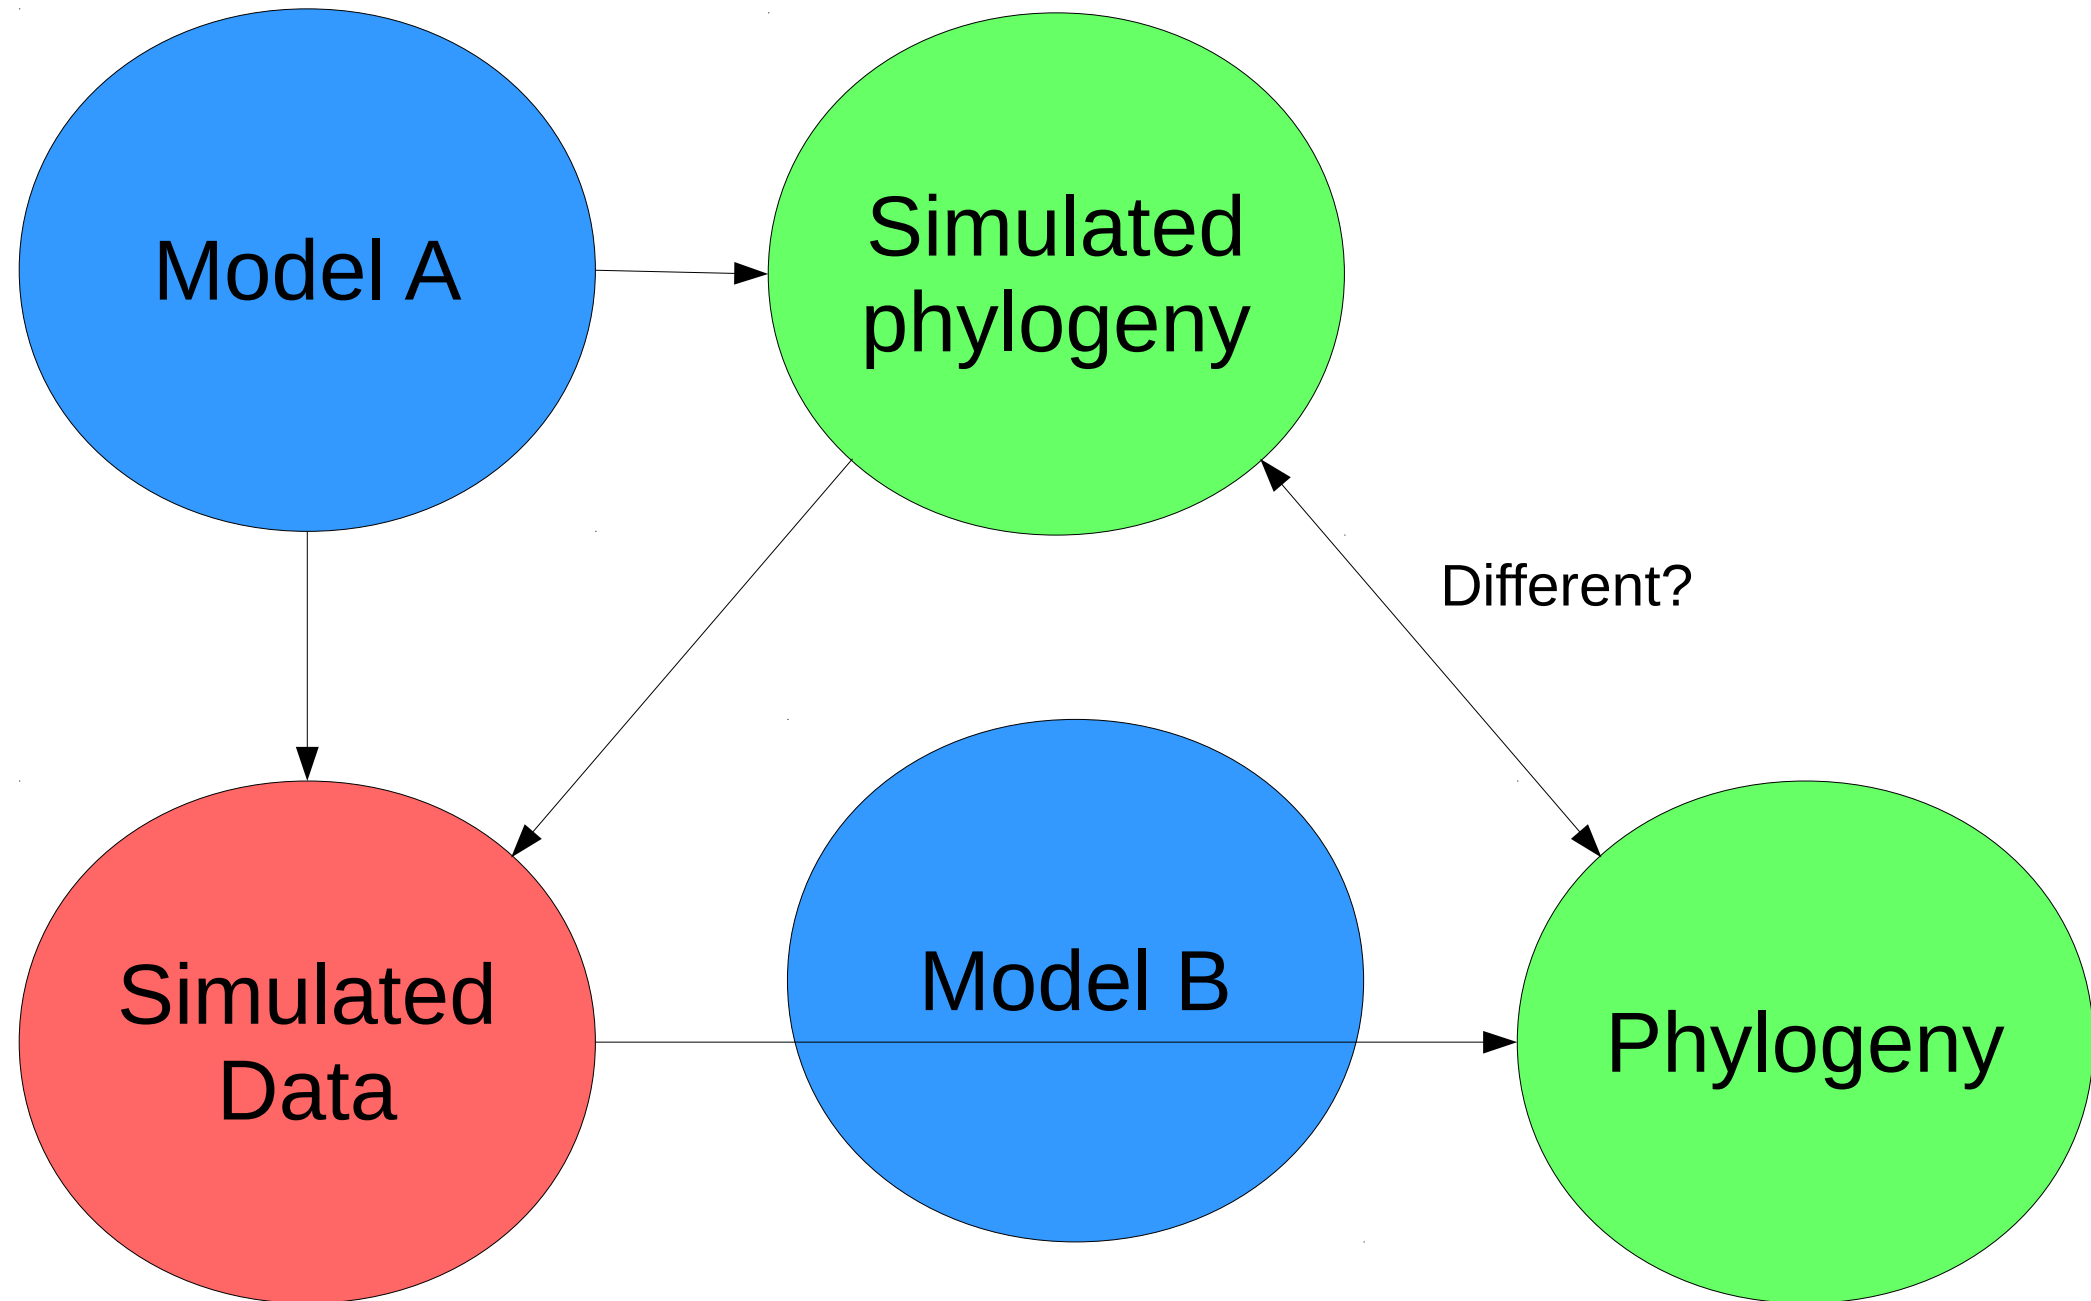 Model A
Simulated
phylogeny
Different?
Simulated
Data
Model B
Phylogeny